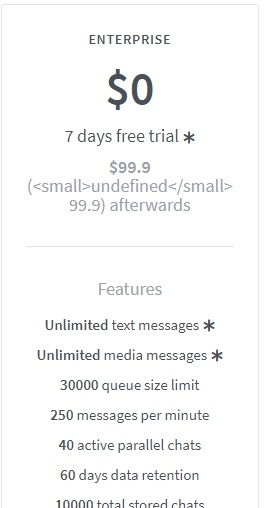 ENTERPRISE
$0
7 days free trial *
$99.9
(<small>undefined</small>
99.9) afterwards
Features
Unlimited text messages *
Unlimited media messages *
30000 queue size limit
250 messages per minute
40 active parallel chats
60 days data retention
10000 total stored chats